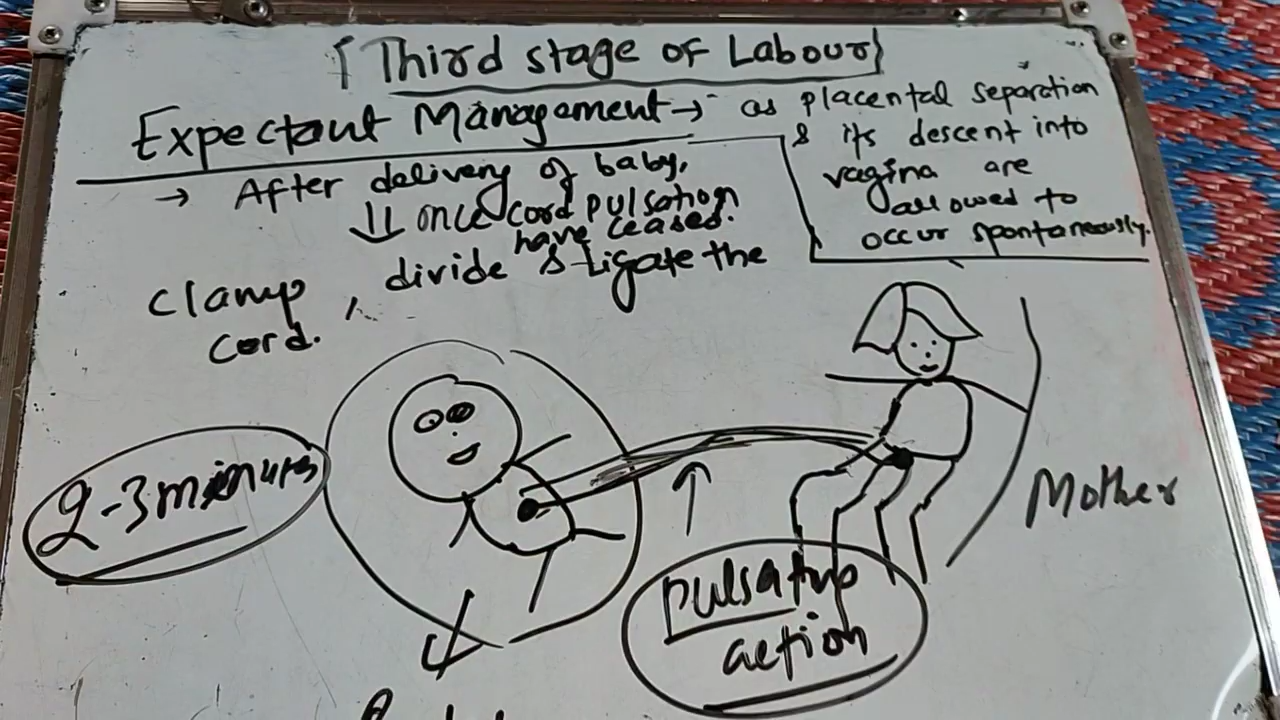 {Third stage of Labour}
Expectant Management → as placental separation
& its descent into
vagina are
allowed to
occur spontaneously.
→ After delivery of baby,
⇓ once cord pulsation
have ceased.
Clamp, divide & Ligate the
cord.
2-3 minutes
Mother
pulsatup
action